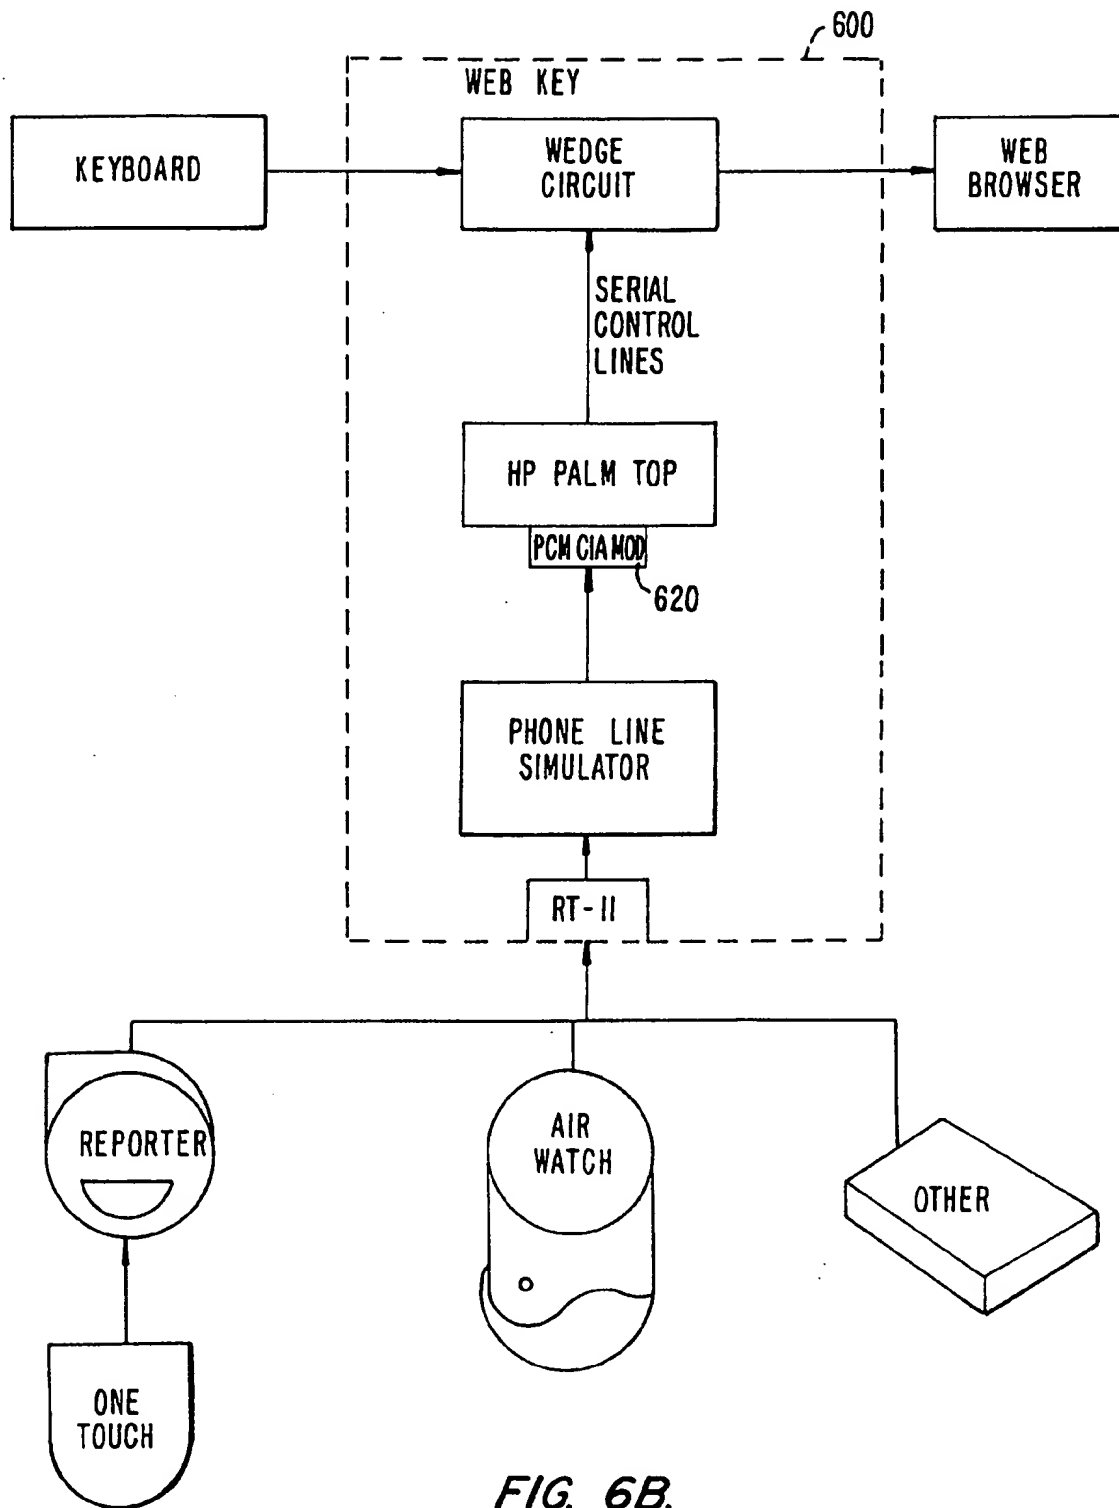 600
WEB KEY
KEYBOARD
WEDGE
CIRCUIT
WEB
BROWSER
SERIAL
CONTROL
LINES
HP PALM TOP
PCM CIA MOD
620
PHONE LINE
SIMULATOR
RT-11
REPORTER
AIR
WATCH
OTHER
ONE
TOUCH
FIG. 6B.